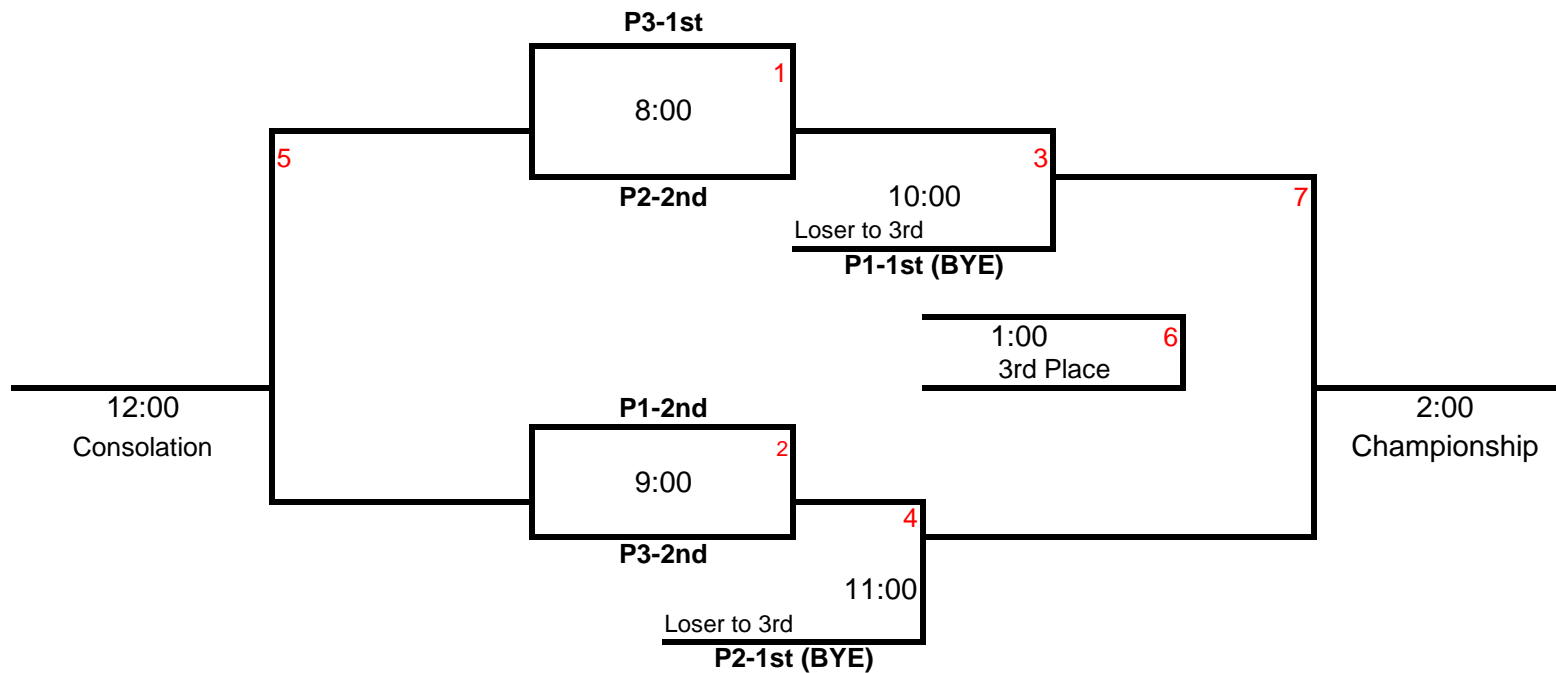 P3-1st
1
8:00
5
3
P2-2nd
10:00
7
Loser to 3rd
P1-1st (BYE)
1:00
6
3rd Place
12:00
P1-2nd
2:00
Consolation
2
Championship
9:00
4
P3-2nd
11:00
Loser to 3rd
P2-1st (BYE)